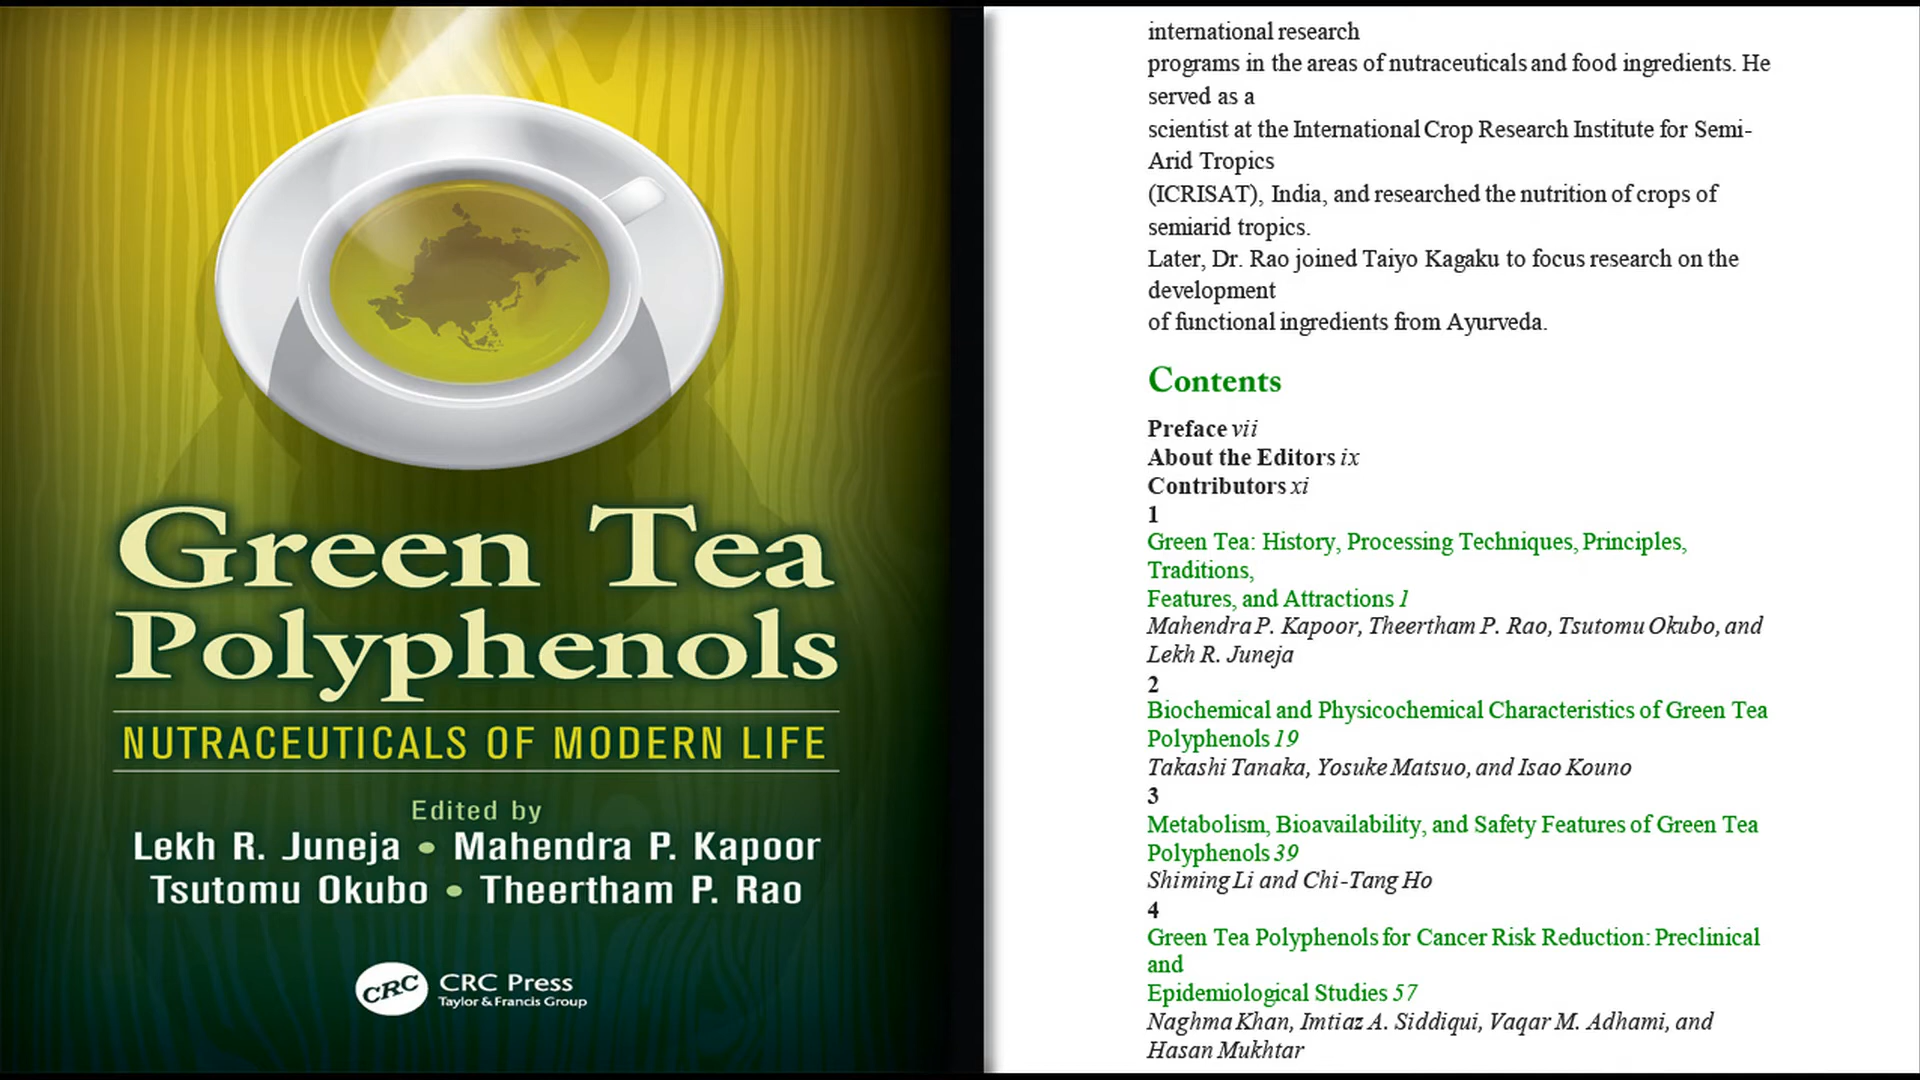 Green Tea
Polyphenols
NUTRACEUTICALS OF MODERN LIFE
Edited by
Lekh R. Juneja • Mahendra P. Kapoor
Tsutomu Okubo • Theertham P. Rao
CRC
CRC Press
Taylor & Francis Group
international research
programs in the areas of nutraceuticals and food ingredients. He
served as a
scientist at the International Crop Research Institute for Semi-
Arid Tropics
(ICRISAT), India, and researched the nutrition of crops of
semiarid tropics.
Later, Dr. Rao joined Taiyo Kagaku to focus research on the
development
of functional ingredients from Ayurveda.
Contents
Preface vii
About the Editors ix
Contributors xi
1
Green Tea: History, Processing Techniques, Principles,
Traditions,
Features, and Attractions 1
Mahendra P. Kapoor, Theertham P. Rao, Tsutomu Okubo, and
Lekh R. Juneja
2
Biochemical and Physicochemical Characteristics of Green Tea
Polyphenols 19
Takashi Tanaka, Yosuke Matsuo, and Isao Kouno
3
Metabolism, Bioavailability, and Safety Features of Green Tea
Polyphenols 39
Shiming Li and Chi-Tang Ho
4
Green Tea Polyphenols for Cancer Risk Reduction: Preclinical
and
Epidemiological Studies 57
Naghma Khan, Imtiaz A. Siddiqui, Vaqar M. Adhami, and
Hasan Mukhtar